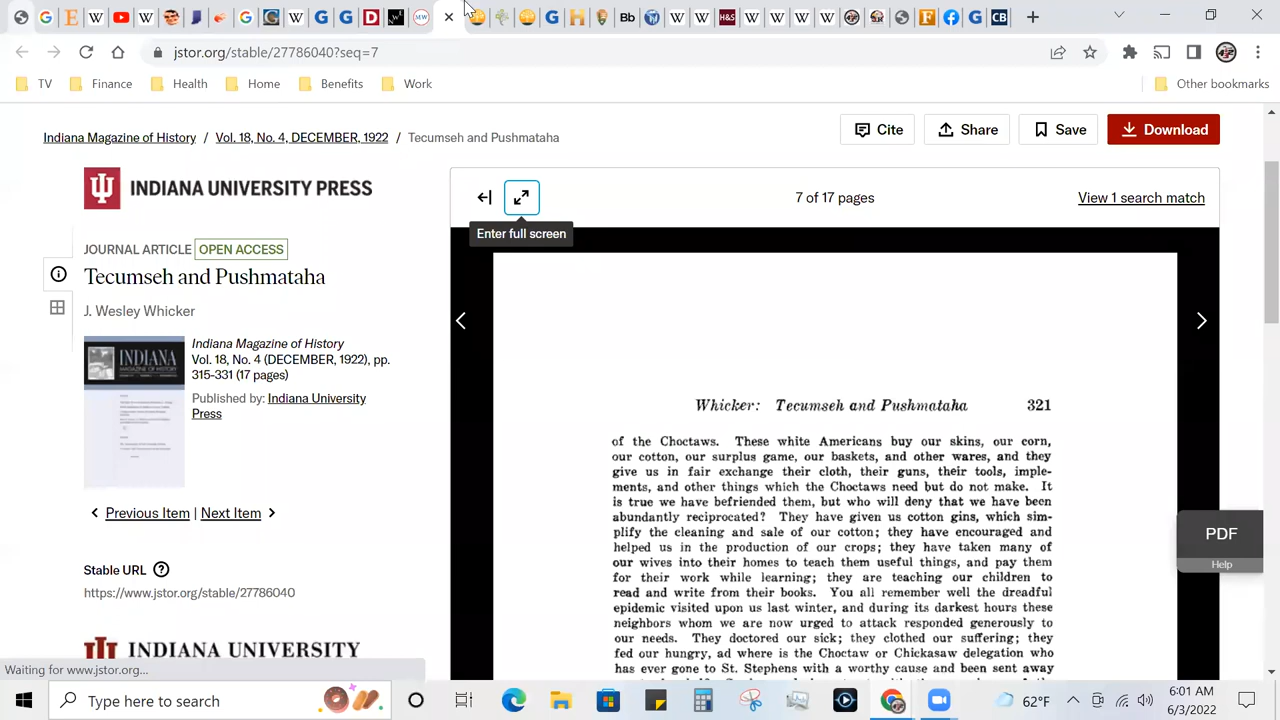 jstor.org/stable/27786040?seq=7
TV
Finance
Health
Home
Benefits
Work
Other bookmarks
Indiana Magazine of History / Vol. 18, No. 4, DECEMBER, 1922 / Tecumseh and Pushmataha
Cite
Share
Save
Download
INDIANA UNIVERSITY PRESS
7 of 17 pages
View 1 search match
Enter full screen
JOURNAL ARTICLE OPEN ACCESS
Tecumseh and Pushmataha
J. Wesley Whicker
INDIANA
Indiana Magazine of History
Vol. 18, No. 4 (DECEMBER, 1922), pp.
315-331 (17 pages)
Published by: Indiana University
Press
Previous Item | Next Item
Stable URL
https://www.jstor.org/stable/27786040
INDIANA UNIVERSITY
Waiting for www.jstor.org...
Whicker: Tecumseh and Pushmataha 321
of the Choctaws. These white Americans buy our skins, our corn,
our cotton, our surplus game, our baskets, and other wares, and they
give us in fair exchange their cloth, their guns, their tools, imple-
ments, and other things which the Choctaws need but do not make. It
is true we have befriended them, but who will deny that we have been
abundantly reciprocated? They have given us cotton gins, which sim-
plify the cleaning and sale of our cotton; they have encouraged and
helped us in the production of our crops; they have taken many of
our wives into their homes to teach them useful things, and pay them
for their work while learning; they are teaching our children to
read and write from their books. You all remember well the dreadful
epidemic visited upon us last winter, and during its darkest hours these
neighbors whom we are now urged to attack responded generously to
our needs. They doctored our sick; they clothed our suffering; they
fed our hungry, ad where is the Choctaw or Chickasaw delegation who
has ever gone to St. Stephens with a worthy cause and been sent away
PDF
Help
Type here to search
62°F
6:01 AM
6/3/2022